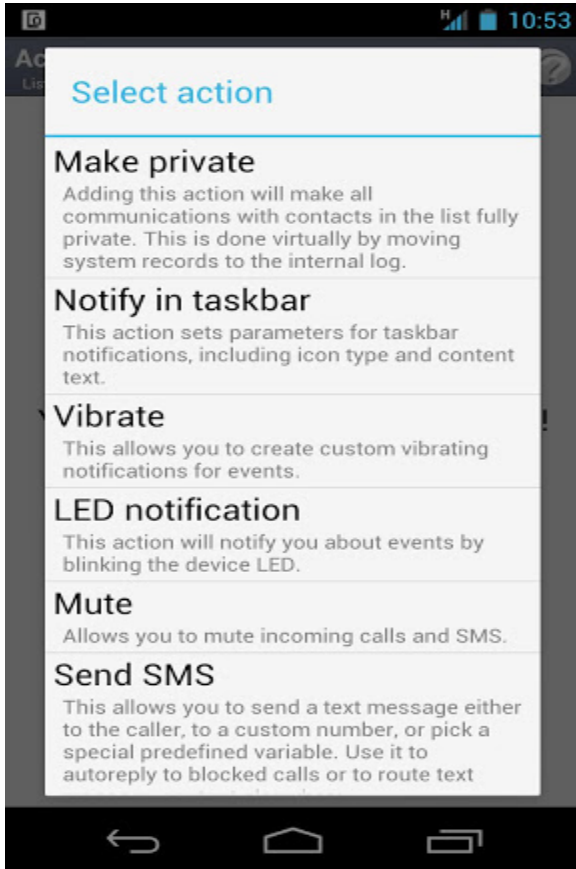 H 10:53
Ac
Lis
Select action
Make private
Adding this action will make all
communications with contacts in the list fully
private. This is done virtually by moving
system records to the internal log.
Notify in taskbar
This action sets parameters for taskbar
notifications, including icon type and content
text.
Vibrate
This allows you to create custom vibrating
notifications for events.
LED notification
This action will notify you about events by
blinking the device LED.
Mute
Allows you to mute incoming calls and SMS.
Send SMS
This allows you to send a text message either
to the caller, to a custom number, or pick a
special predefined variable. Use it to
autoreply to blocked calls or to route text